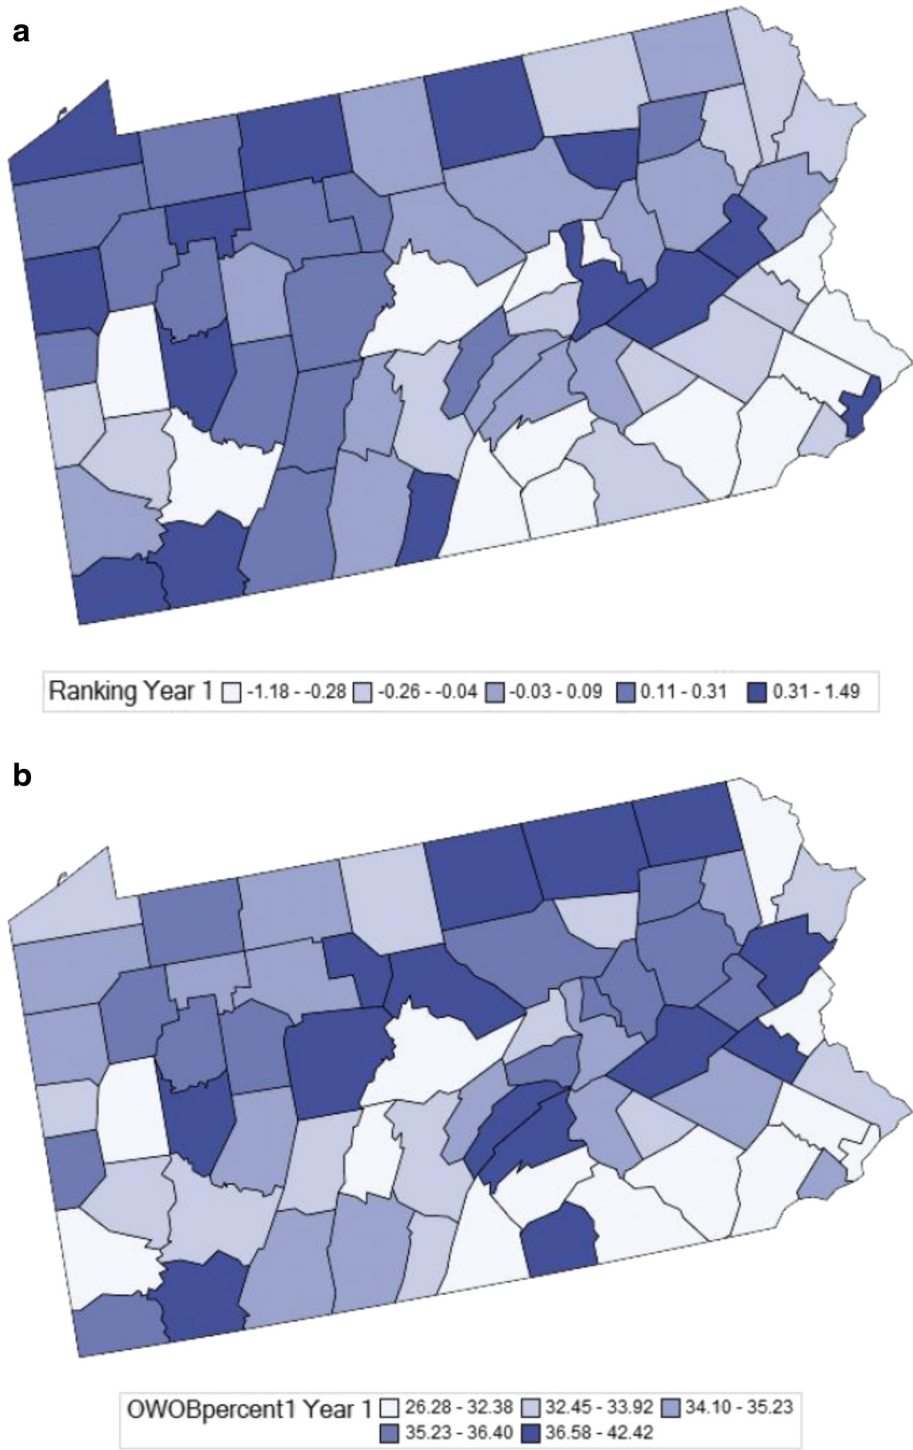 a
Ranking Year 1 -1.18 - -0.28 -0.26 - -0.04 -0.03 - 0.09 0.11 - 0.31 0.31 - 1.49
b
OWOBpercent1 Year 1 26.28 - 32.38 32.45 - 33.92 34.10 - 35.23
35.23 - 36.40 36.58 - 42.42